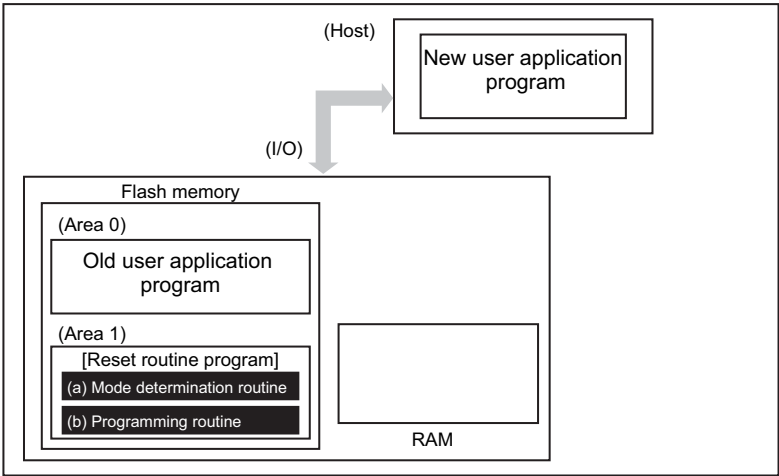 (Host)
New user application
program
(I/O)
Flash memory
(Area 0)
Old user application
program
(Area 1)
[Reset routine program]
(a) Mode determination routine
(b) Programming routine
RAM